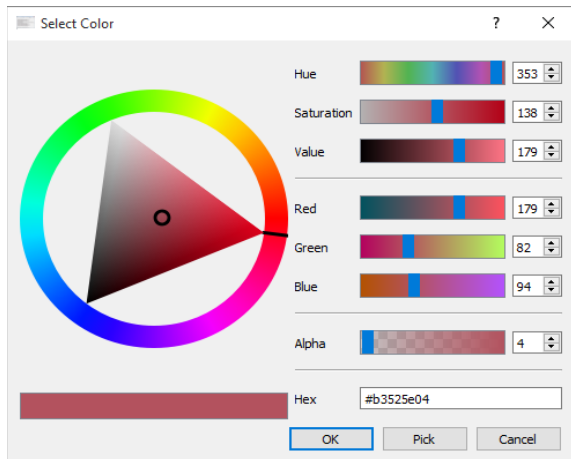 Select Color
?
Hue 353
Saturation 138
Value 179
Red 179
Green 82
Blue 94
Alpha 4
Hex #b3525e04
OK Pick Cancel